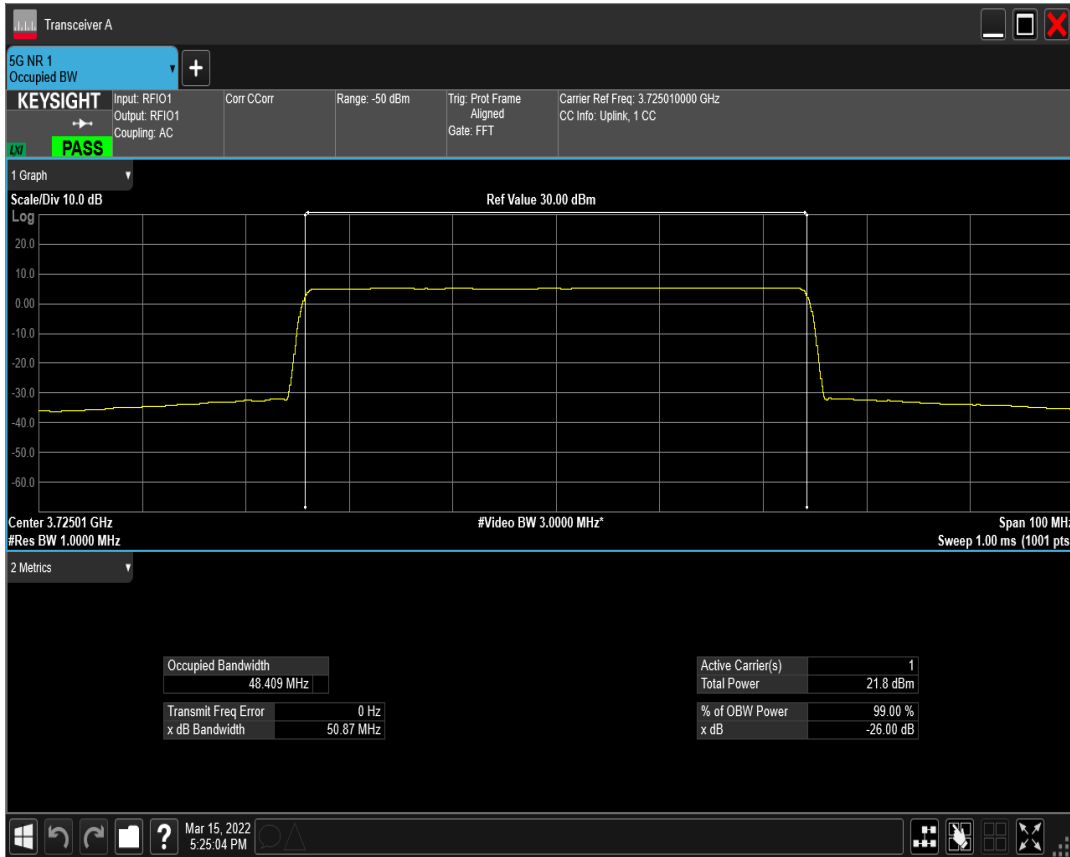 Transceiver A
5G NR 1
Occupied BW
KEYSIGHT
LXI
PASS
Input: RFIO1
Output: RFIO1
Coupling: AC
Corr CCorr
Range: -50 dBm
Trig: Prot Frame
Aligned
Gate: FFT
Carrier Ref Freq: 3.725010000 GHz
CC Info: Uplink, 1 CC
1 Graph
Scale/Div 10.0 dB
Ref Value 30.00 dBm
Log
20.0
10.0
0.00
-10.0
-20.0
-30.0
-40.0
-50.0
-60.0
Center 3.72501 GHz
#Video BW 3.0000 MHz*
Span 100 MHz
#Res BW 1.0000 MHz
Sweep 1.00 ms (1001 pts
2 Metrics
Occupied Bandwidth
48.409 MHz
Transmit Freq Error 0 Hz
x dB Bandwidth 50.87 MHz
Active Carrier(s) 1
Total Power 21.8 dBm
% of OBW Power 99.00 %
x dB -26.00 dB
?
Mar 15, 2022
5:25:04 PM